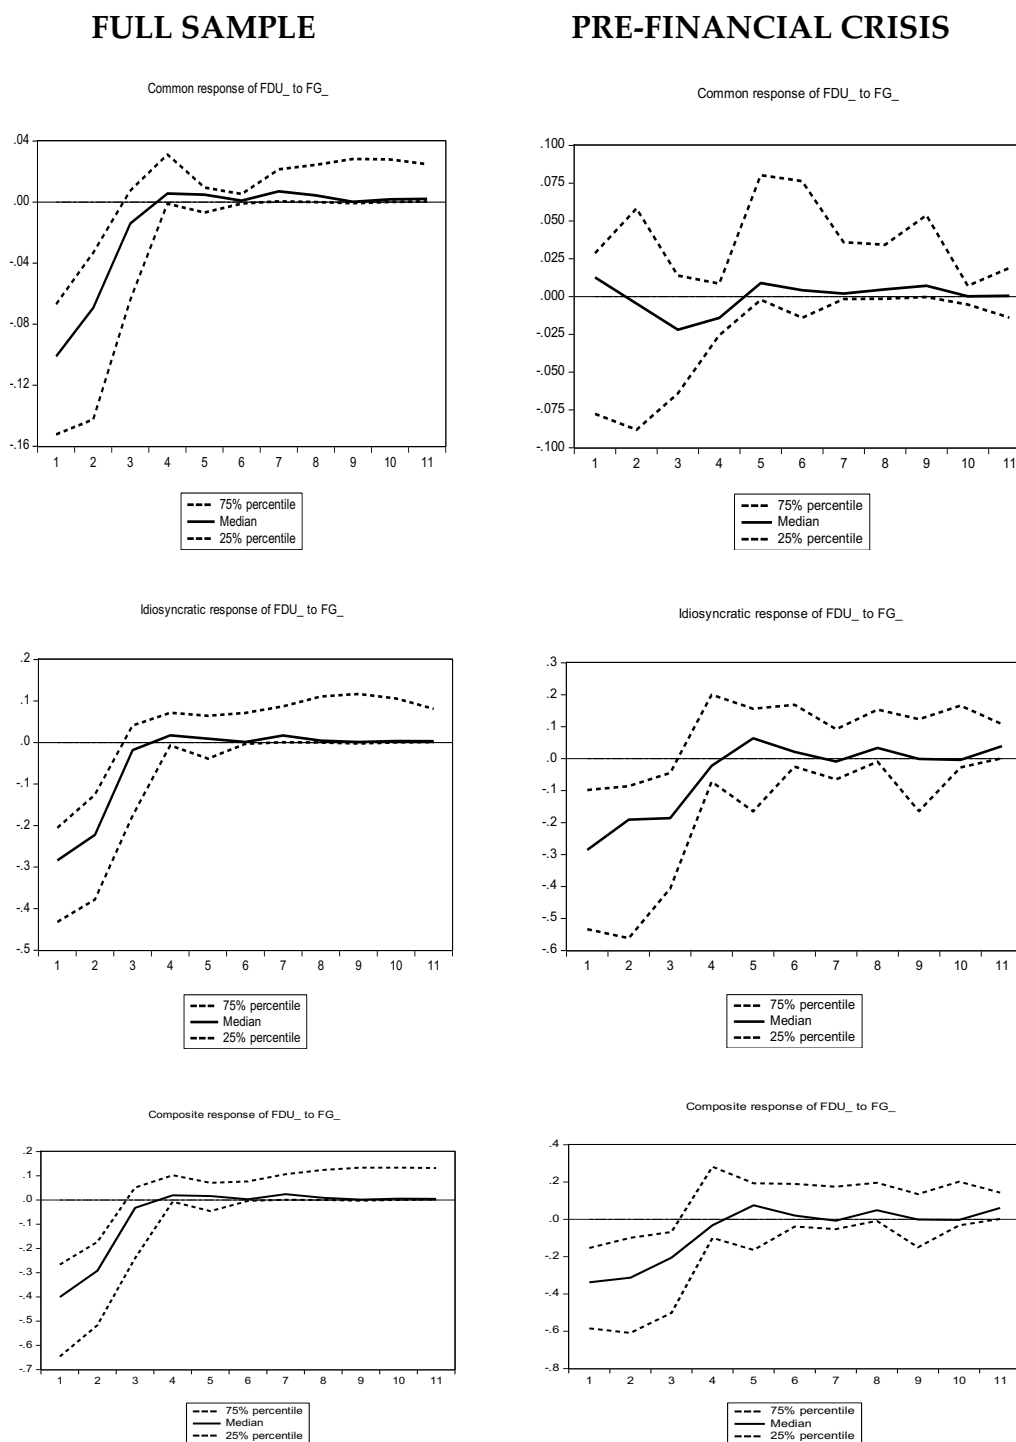 FULL SAMPLE
PRE-FINANCIAL CRISIS
Common response of FDU_ to FG_
.04
.00
-.04
-.08
-.12
-.16
1 2 3 4 5 6 7 8 9 10 11
75% percentile
Median
25% percentile
Common response of FDU_ to FG_
.100
.075
.050
.025
.000
-.025
-.050
-.075
-.100
1 2 3 4 5 6 7 8 9 10 11
75% percentile
Median
25% percentile
Idiosyncratic response of FDU_ to FG_
.2
.1
.0
-.1
-.2
-.3
-.4
-.5
1 2 3 4 5 6 7 8 9 10 11
75% percentile
Median
25% percentile
Idiosyncratic response of FDU_ to FG_
.3
.2
.1
.0
-.1
-.2
-.3
-.4
-.5
-.6
1 2 3 4 5 6 7 8 9 10 11
75% percentile
Median
25% percentile
Composite response of FDU_ to FG_
.2
.1
.0
-.1
-.2
-.3
-.4
-.5
-.6
-.7
1 2 3 4 5 6 7 8 9 10 11
75% percentile
Median
25% percentile
Composite response of FDU_ to FG_
.4
.2
.0
-.2
-.4
-.6
-.8
1 2 3 4 5 6 7 8 9 10 11
75% percentile
Median
25% percentile